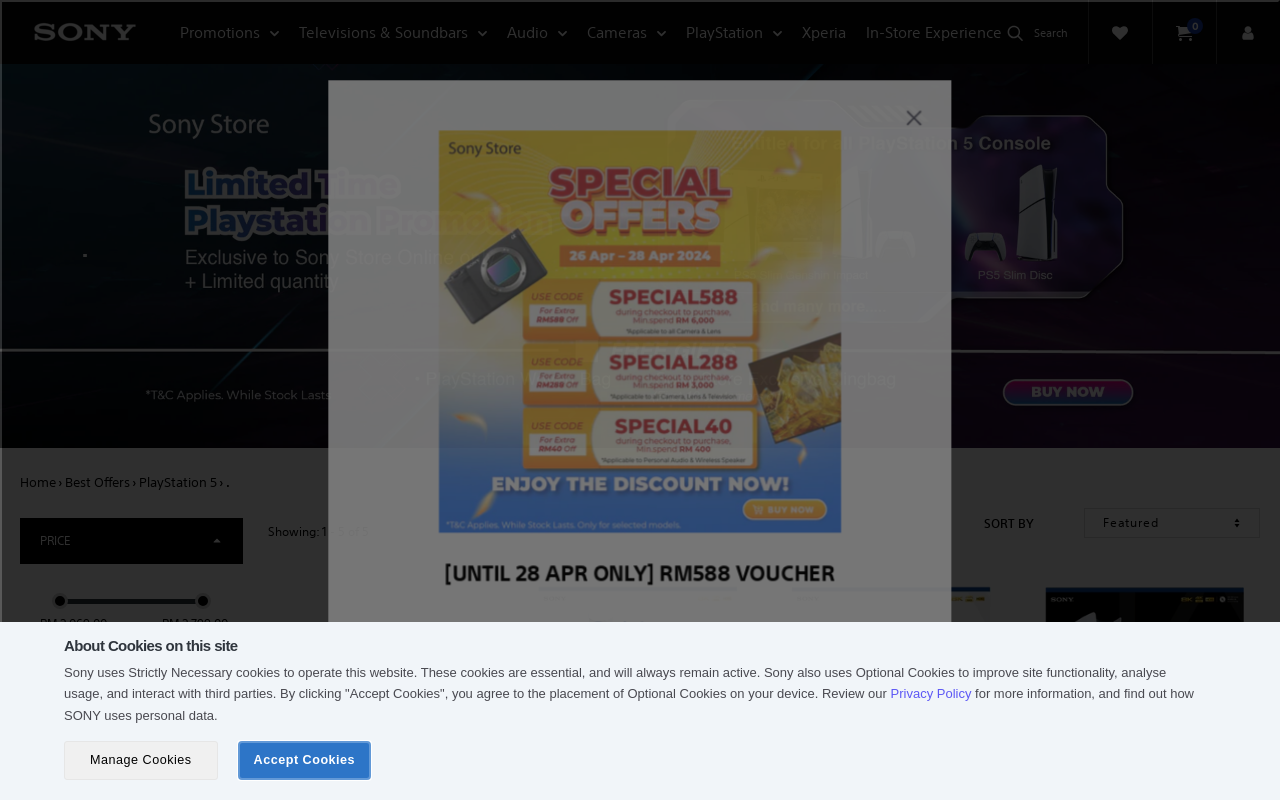 SONY
Promotions
Televisions & Soundbars
Audio
Cameras
PlayStation
Xperia
In-Store Experience
Search
0
Sony Store
Limited Time
Playstation Promotion
Exclusive to Sony Store Online
+ Limited quantit
*T&C Applies. While Stock Lasts
Entitled for all PlayStation 5 Console
PS5 Slim Disc
and many more
BUY NOW
Sony Store
SPECIAL
OFFERS
26 Apr – 28 Apr 2024
USE CODE
For Extra
RM588 Off
SPECIAL588
during checkout to purchase,
Min.spend RM 6,000
*Applicable to all Camera & Lens
USE CODE
For Extra
RM288 Off
SPECIAL288
during checkout to purchase,
Min.spend RM 3,000
*Applicable to all Camera, Lens & Television
USE CODE
For Extra
RM40 Off
SPECIAL40
during checkout to purchase,
Min.spend RM 400
*Applicable to Personal Audio & Wireless Speaker
ENJOY THE DISCOUNT NOW!
BUY NOW
*T&C Applies. While Stock Lasts. Only for selected models.
[UNTIL 28 APR ONLY] RM588 VOUCHER
Home › Best Offers › PlayStation 5 › .
PRICE
Showing: 1
SORT BY
Featured
SONY
About Cookies on this site
Sony uses Strictly Necessary cookies to operate this website. These cookies are essential, and will always remain active. Sony also uses Optional Cookies to improve site functionality, analyse
usage, and interact with third parties. By clicking "Accept Cookies", you agree to the placement of Optional Cookies on your device. Review our Privacy Policy for more information, and find out how
SONY uses personal data.
Manage Cookies
Accept Cookies